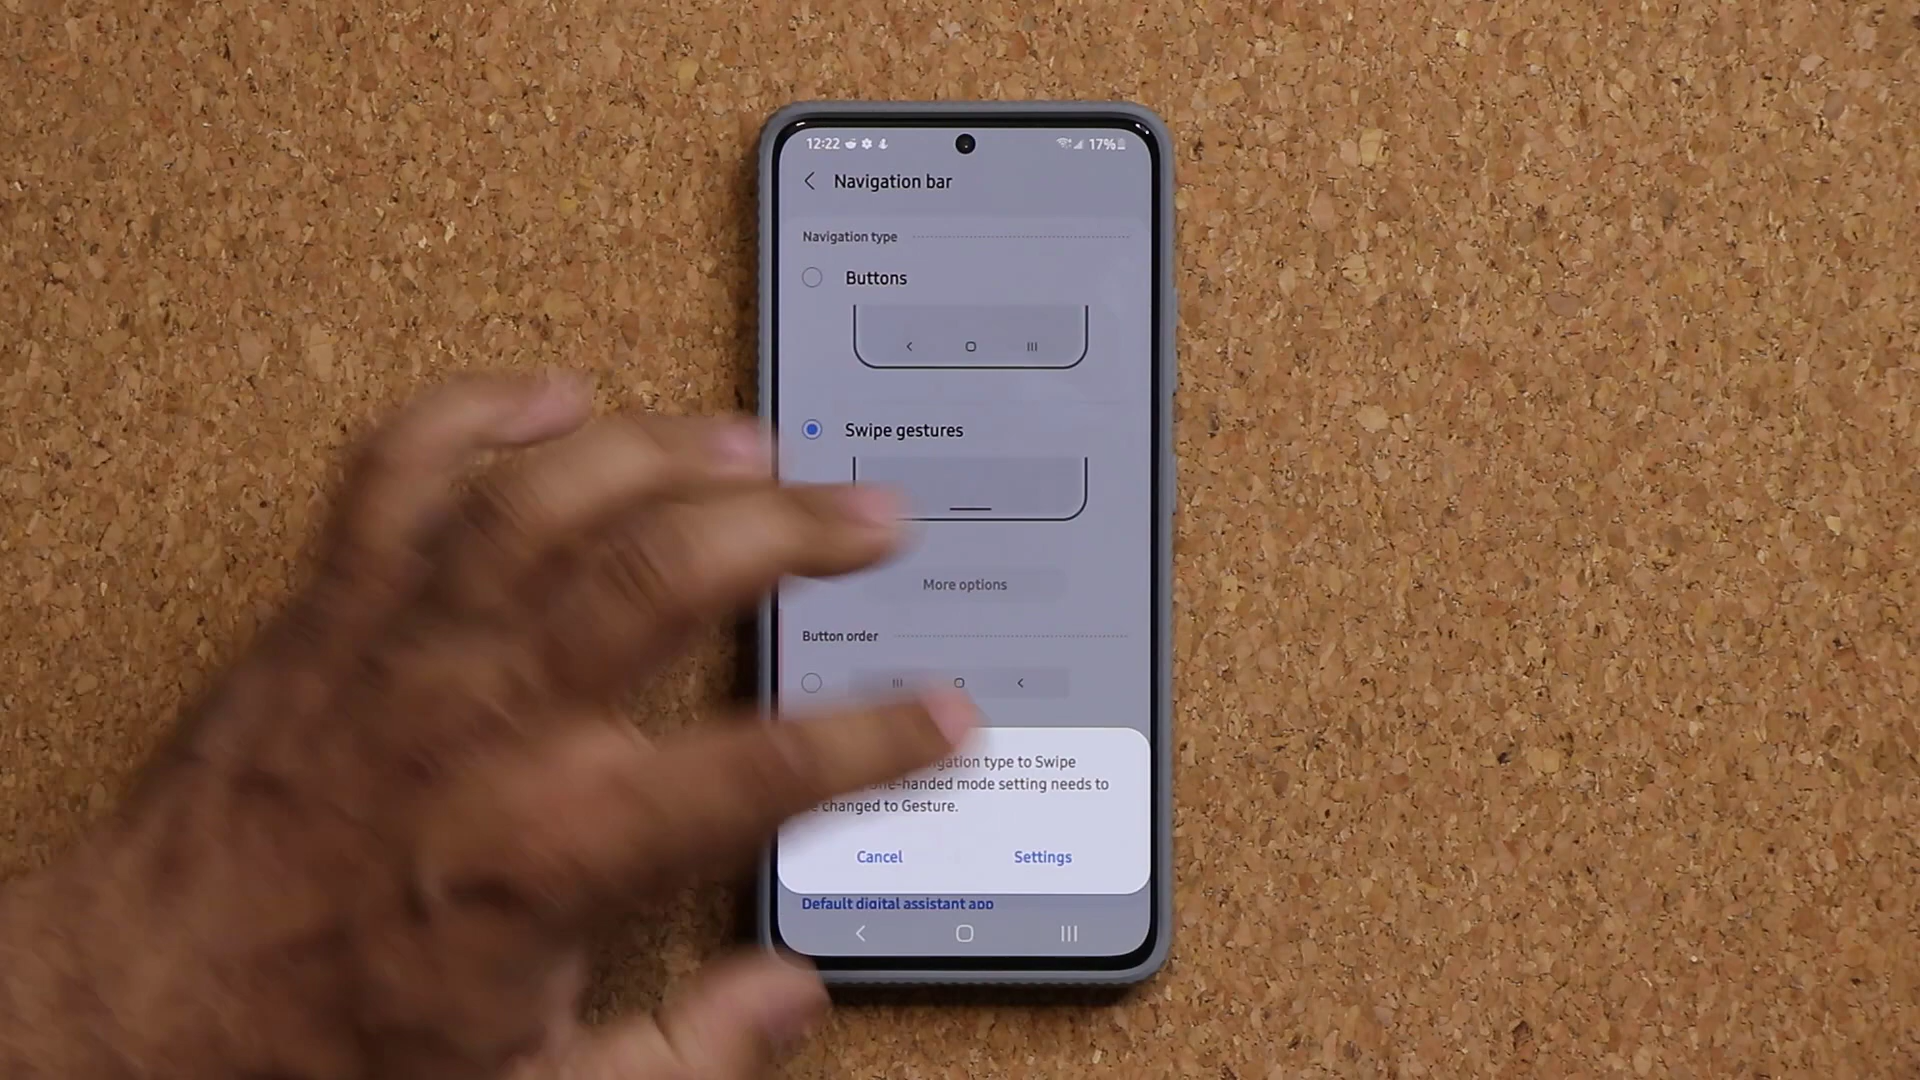 12:22 17%
Navigation bar
Navigation type
Buttons
Swipe gestures
More options
Button order
type to Swipe
One-handed mode setting needs to
changed to Gesture.
Cancel Settings
Default digital assistant app